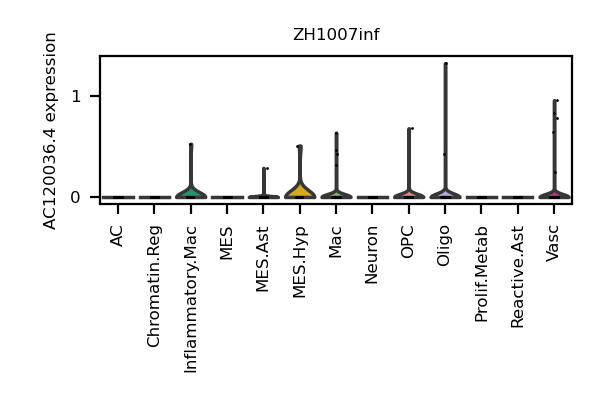 ZH1007inf
AC120036.4 expression
1
0
AC
Chromatin.Reg
Inflammatory.Mac
MES
MES.Ast
MES.Hyp
Mac
Neuron
OPC
Oligo
Prolif.Metab
Reactive.Ast
Vasc